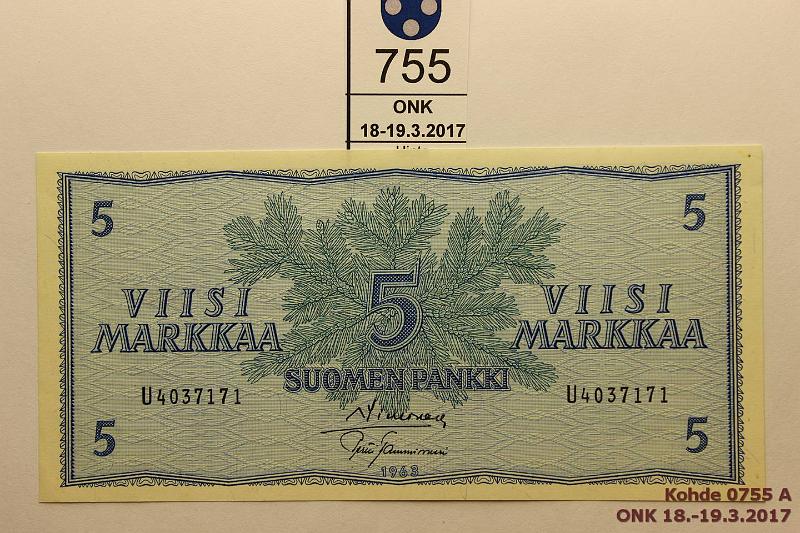 755
ONK
18-19.3.2017
5 5
5
VIISI MARKKAA
VIISI MARKKAA
SUOMEN PANKKI
U4037171 U4037171
5 5
1963
Kohde 0755 A
ONK 18.-19.3.2017